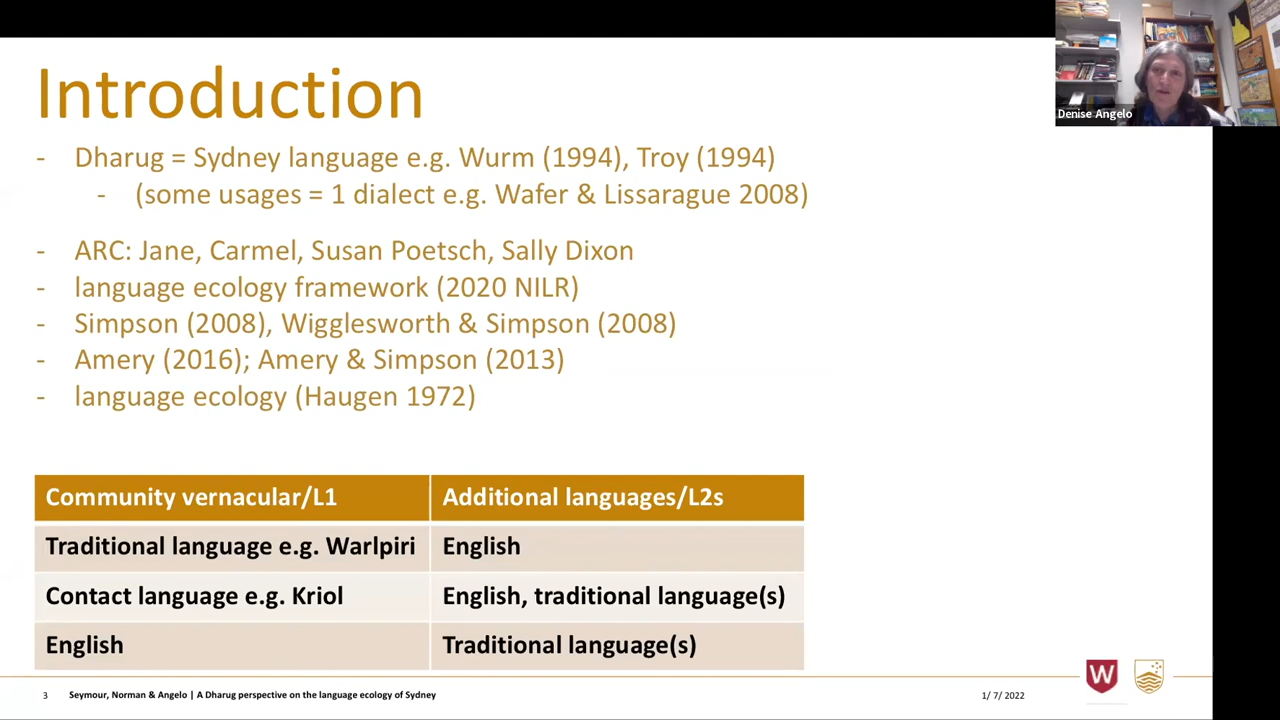 Introduction
- Dharug = Sydney language e.g. Wurm (1994), Troy (1994)
- (some usages = 1 dialect e.g. Wafer & Lissarague 2008)
- ARC: Jane, Carmel, Susan Poetsch, Sally Dixon
- language ecology framework (2020 NILR)
- Simpson (2008), Wigglesworth & Simpson (2008)
- Amery (2016); Amery & Simpson (2013)
- language ecology (Haugen 1972)
Community vernacular/L1 Additional languages/L2s
Traditional language e.g. Warlpiri English
Contact language e.g. Kriol English, traditional language(s)
English Traditional language(s)
3 Seymour, Norman & Angelo | A Dharug perspective on the language ecology of Sydney 1/ 7/ 2022
W
Denise Angelo